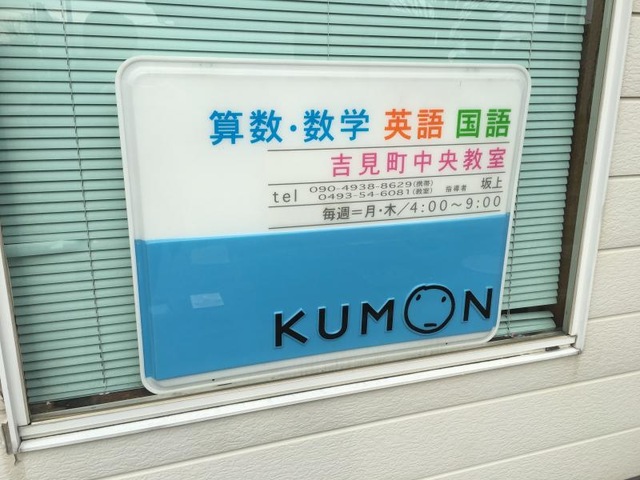 算数・数学 英語 国語
吉見町中央教室
tel 090-4938-8629(携帯)
0493-54-6081(教室) 指導者 坂上
毎週=月・木/4:00〜9:00
KUMON